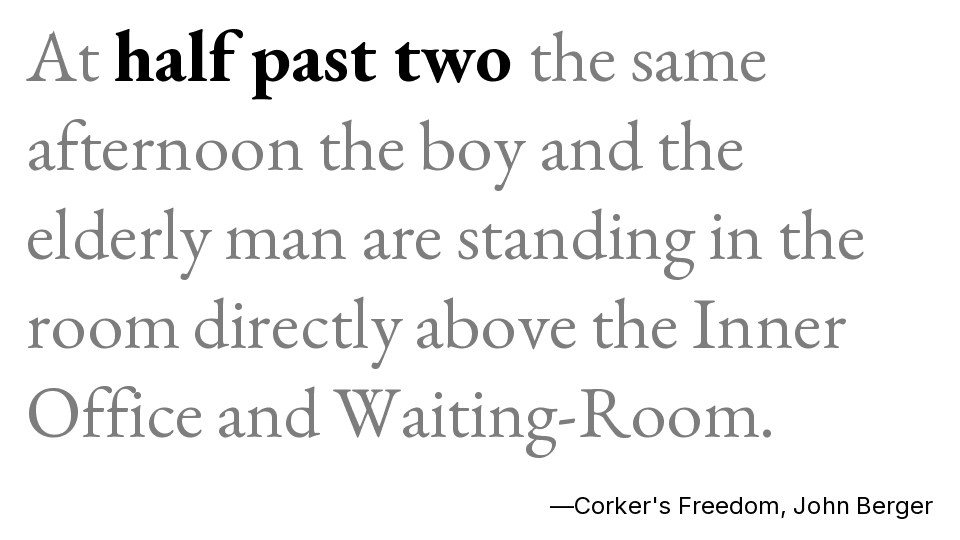 At half past two the same
afternoon the boy and the
elderly man are standing in the
room directly above the Inner
Office and Waiting-Room.
—Corker's Freedom, John Berger